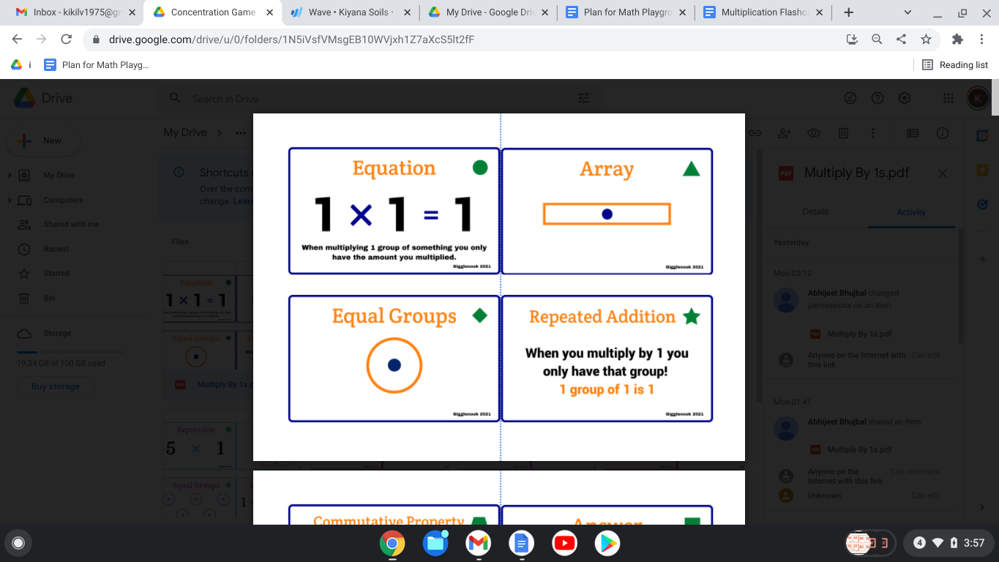 Inbox - kikilv1975@gm
Concentration Game
Wave • Kiyana Soils •
My Drive - Google Driv
Plan for Math Playgro
Multiplication Flashc
drive.google.com/drive/u/0/folders/1N5iVsfVMsgEB10WVjxh1Z7aXcS5lt2fF
i
Plan for Math Playg...
Reading list
Drive
Search in Drive
K
New
My Drive
Multiply By 1s.pdf
My Drive
Computers
Shared with me
Recent
Starred
Bin
Storage
19.34 GB of 100 GB used
Buy storage
Shortcuts
Over the com
change. Learn
Files
Equation
1 × 1 = 1
Equal Groups
Multiply By 1s.p
Expression
5 × 1
Equal Groups
Equation
1 × 1 = 1
When multiplying 1 group of something you only
have the amount you multiplied.
Gigglenook 2021
Array
Gigglenook 2021
Equal Groups
Gigglenook 2021
Repeated Addition
When you multiply by 1 you
only have that group!
1 group of 1 is 1
Gigglenook 2021
Commutative Property
Answer
Details
Activity
Yesterday
Mon 02:12
Abhijeet Bhujbal changed
permissions on an item
Multiply By 1s.pdf
Anyone on the Internet with
this link
Can edit
Mon 01:41
Abhijeet Bhujbal shared an item
Multiply By 1s.pdf
Anyone on the
Internet with this link
Can comment
Unknown
Can edit
4
3:57